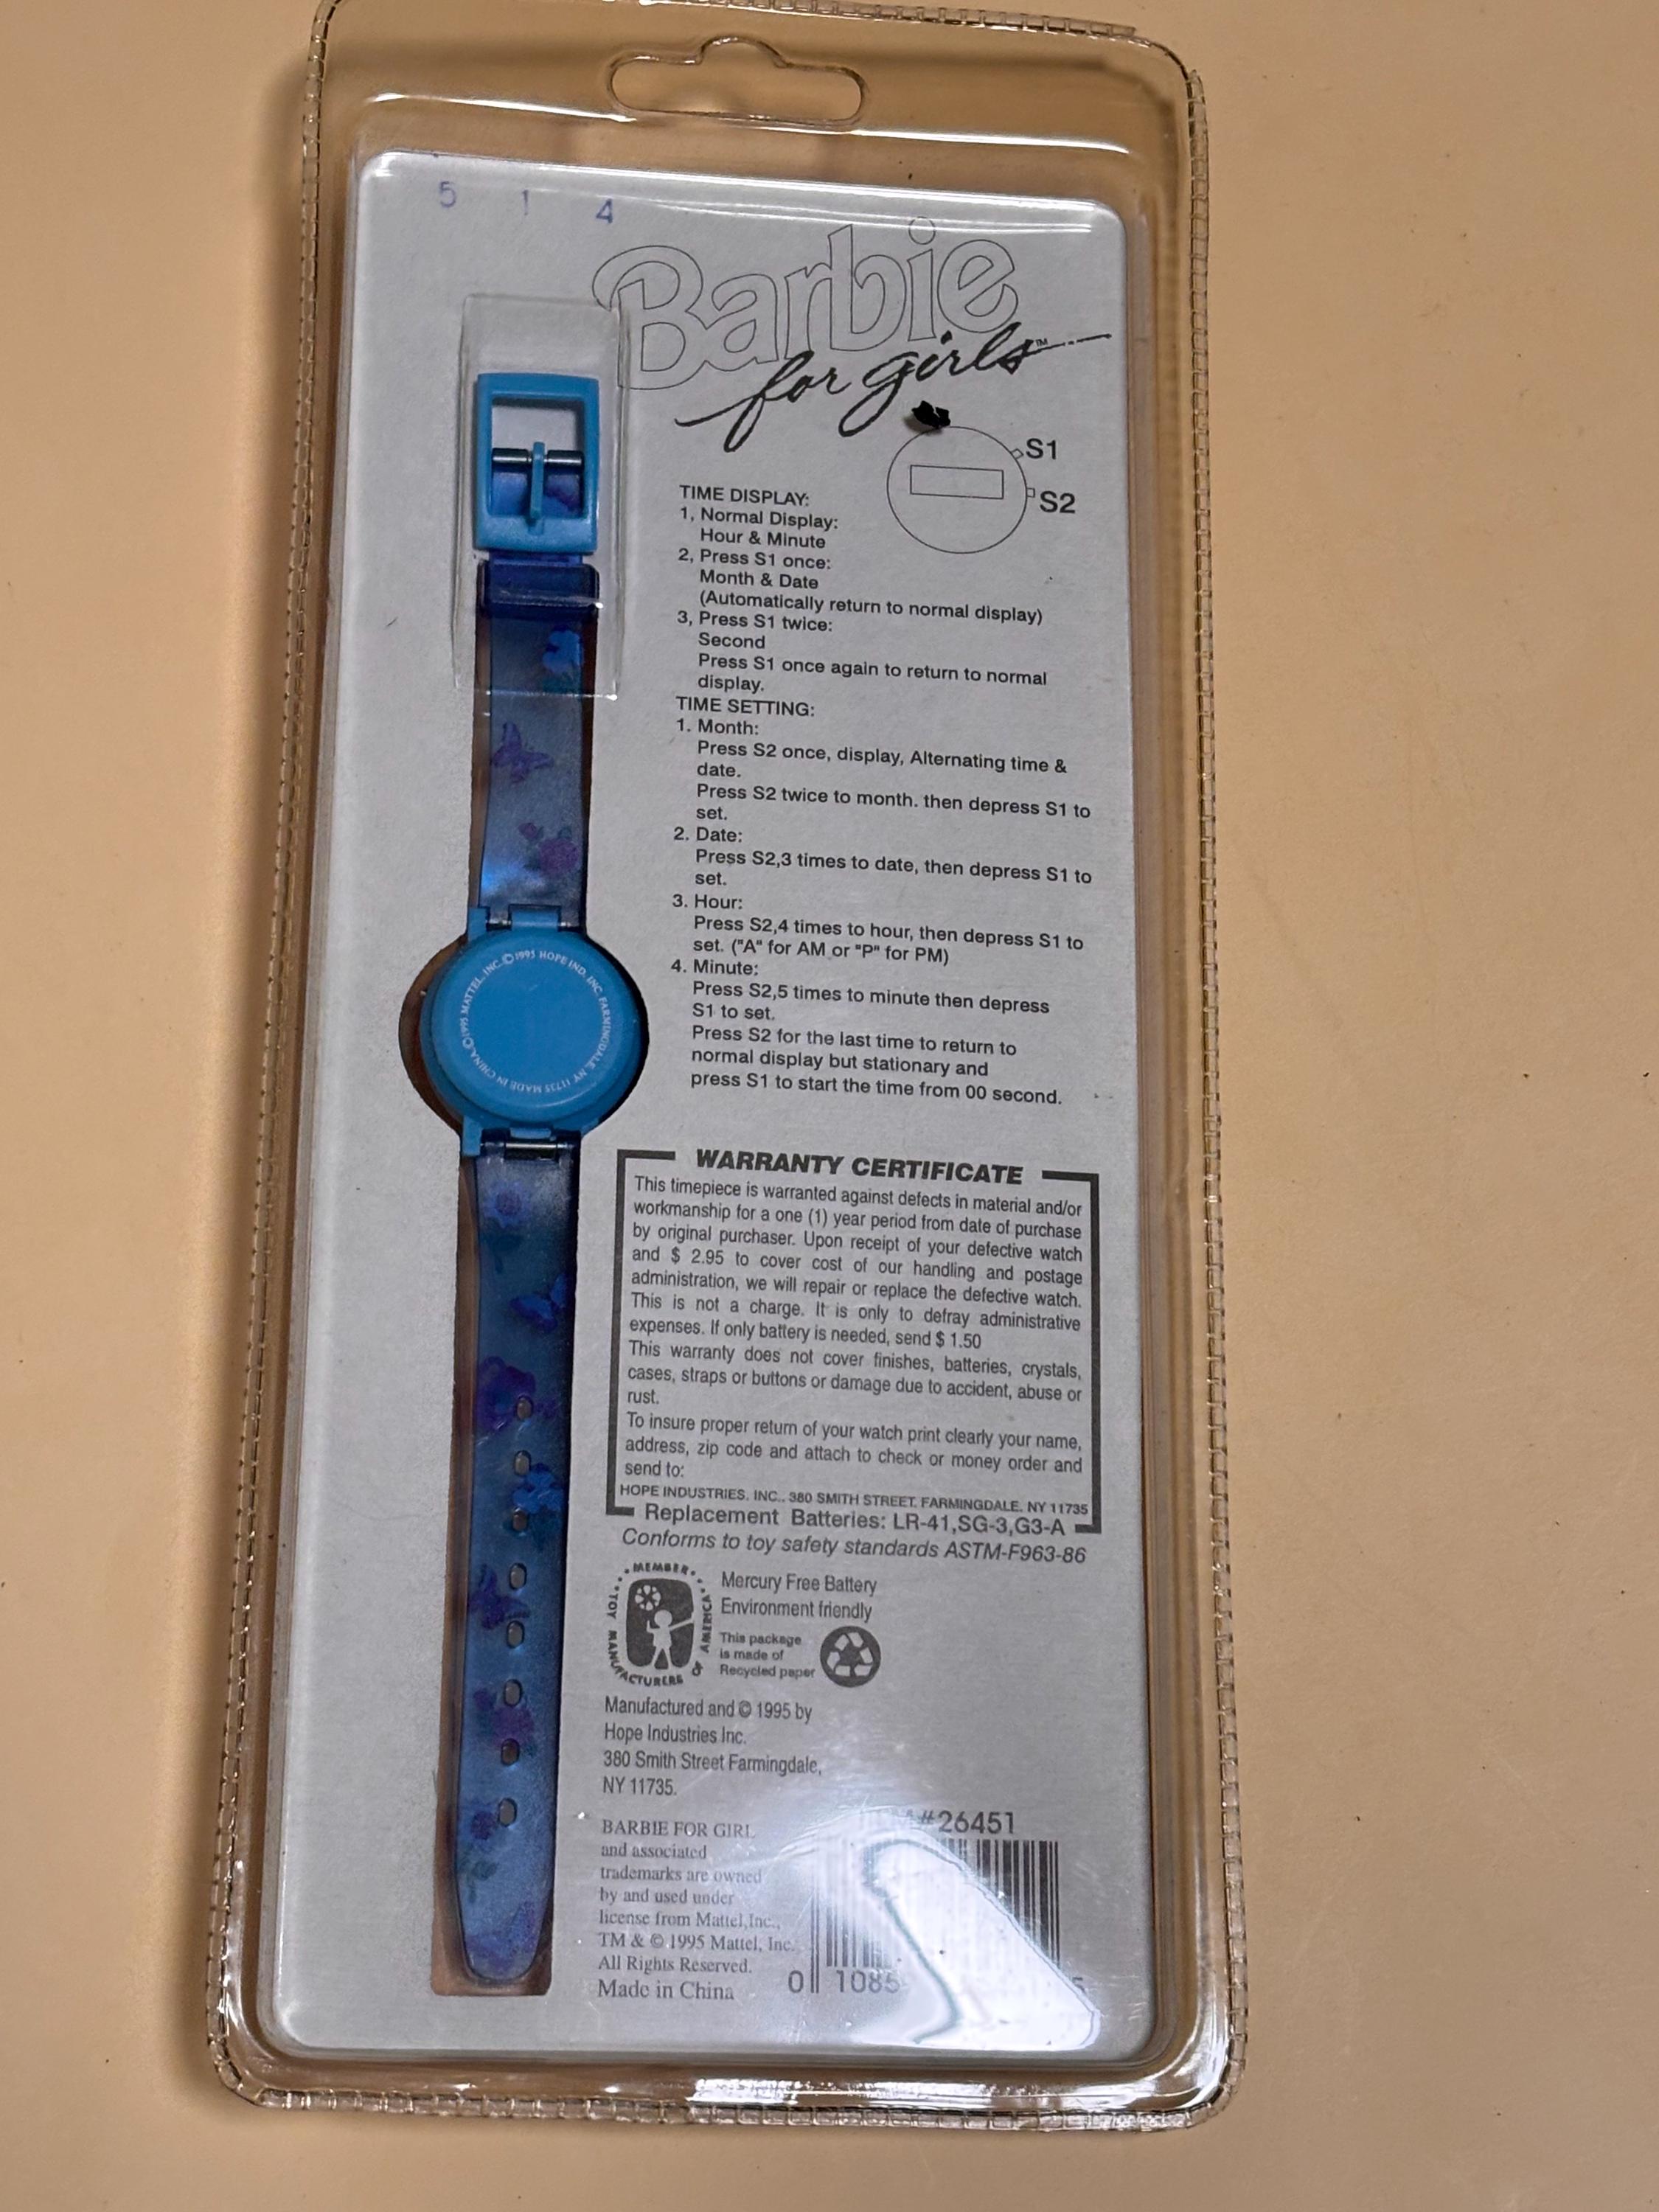 5 1 4
Barbie
for girls™
S1
S2
TIME DISPLAY:
1, Normal Display:
Hour & Minute
2, Press S1 once:
Month & Date
(Automatically return to normal display)
3, Press S1 twice:
Second
Press S1 once again to return to normal
display.
TIME SETTING:
1. Month:
Press S2 once, display, Alternating time &
date.
Press S2 twice to month. then depress S1 to
set.
2. Date:
Press S2,3 times to date, then depress S1 to
set.
3. Hour:
Press S2,4 times to hour, then depress S1 to
set. ("A" for AM or "P" for PM)
4. Minute:
Press S2,5 times to minute then depress
S1 to set.
Press S2 for the last time to return to
normal display but stationary and
press S1 to start the time from 00 second.
©1995 MATTEL, INC. ©1995 HOPE IND. INC. FARMINGDALE, NY 11735 MADE IN CHINA.
WARRANTY CERTIFICATE
This timepiece is warranted against defects in material and/or
workmanship for a one (1) year period from date of purchase
by original purchaser. Upon receipt of your defective watch
and $ 2.95 to cover cost of our handling and postage
administration, we will repair or replace the defective watch.
This is not a charge. It is only to defray administrative
expenses. If only battery is needed, send $ 1.50
This warranty does not cover finishes, batteries, crystals,
cases, straps or buttons or damage due to accident, abuse or
rust.
To insure proper return of your watch print clearly your name,
address, zip code and attach to check or money order and
send to:
HOPE INDUSTRIES. INC.. 380 SMITH STREET. FARMINGDALE. NY 11735
Replacement Batteries: LR-41,SG-3,G3-A
Conforms to toy safety standards ASTM-F963-86
MEMBER
TOY MANUFACTURERS OF AMERICA
Mercury Free Battery
Environment friendly
This package
is made of
Recycled paper
Manufactured and © 1995 by
Hope Industries Inc.
380 Smith Street Farmingdale,
NY 11735.
BARBIE FOR GIRL
and associated
trademarks are owned
by and used under
license from Mattel,Inc.,
TM & © 1995 Mattel, Inc.
All Rights Reserved.
Made in China
#26451
0 1085